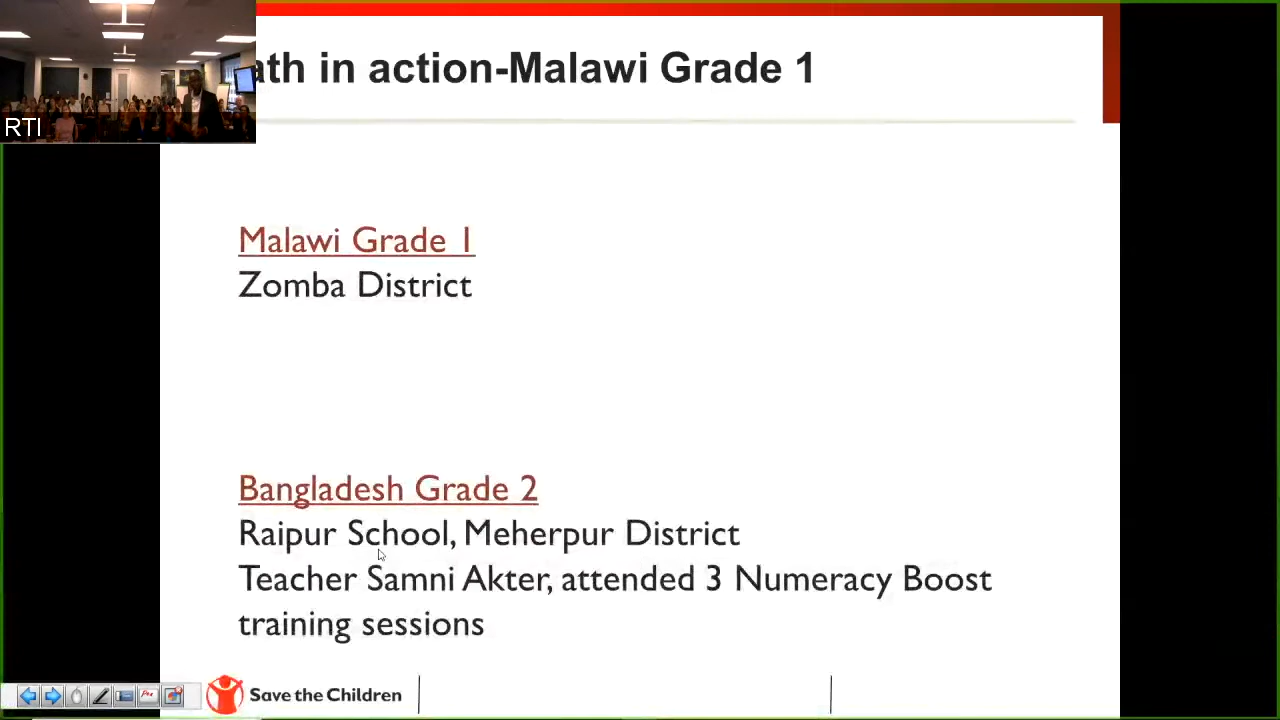 ath in action-Malawi Grade 1
RTI
Malawi Grade 1
Zomba District
Bangladesh Grade 2
Raipur School, Meherpur District
Teacher Samni Akter, attended 3 Numeracy Boost
training sessions
Save the Children